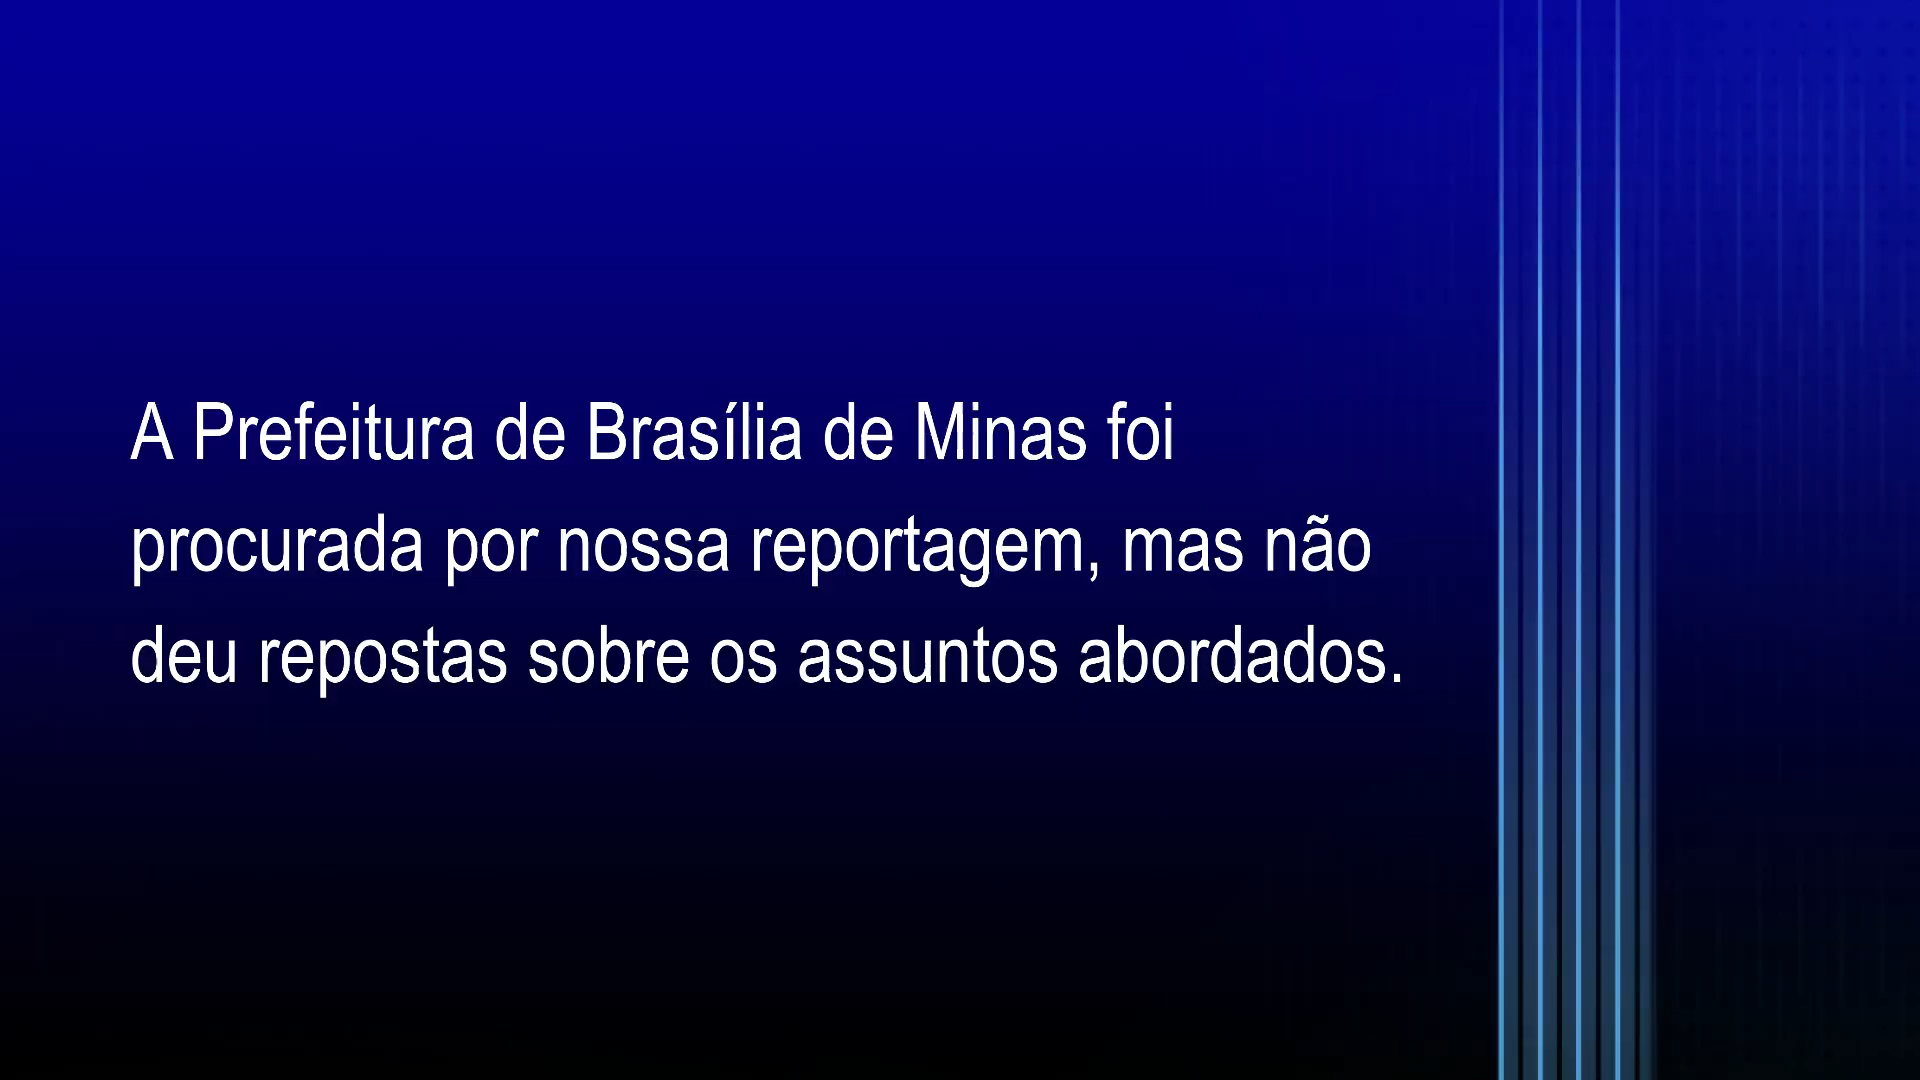 A Prefeitura de Brasília de Minas foi
procurada por nossa reportagem, mas não
deu repostas sobre os assuntos abordados.